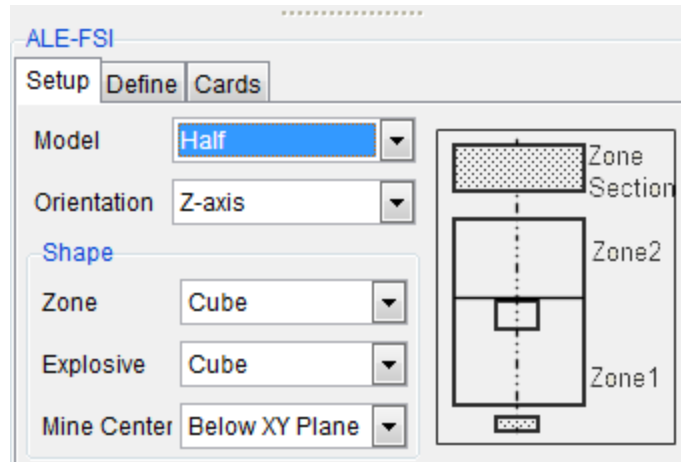 ALE-FSI
Setup Define Cards
Model Half
Orientation Z-axis
Shape
Zone Cube
Explosive Cube
Mine Center Below XY Plane
Zone
Section
Zone2
Zone1